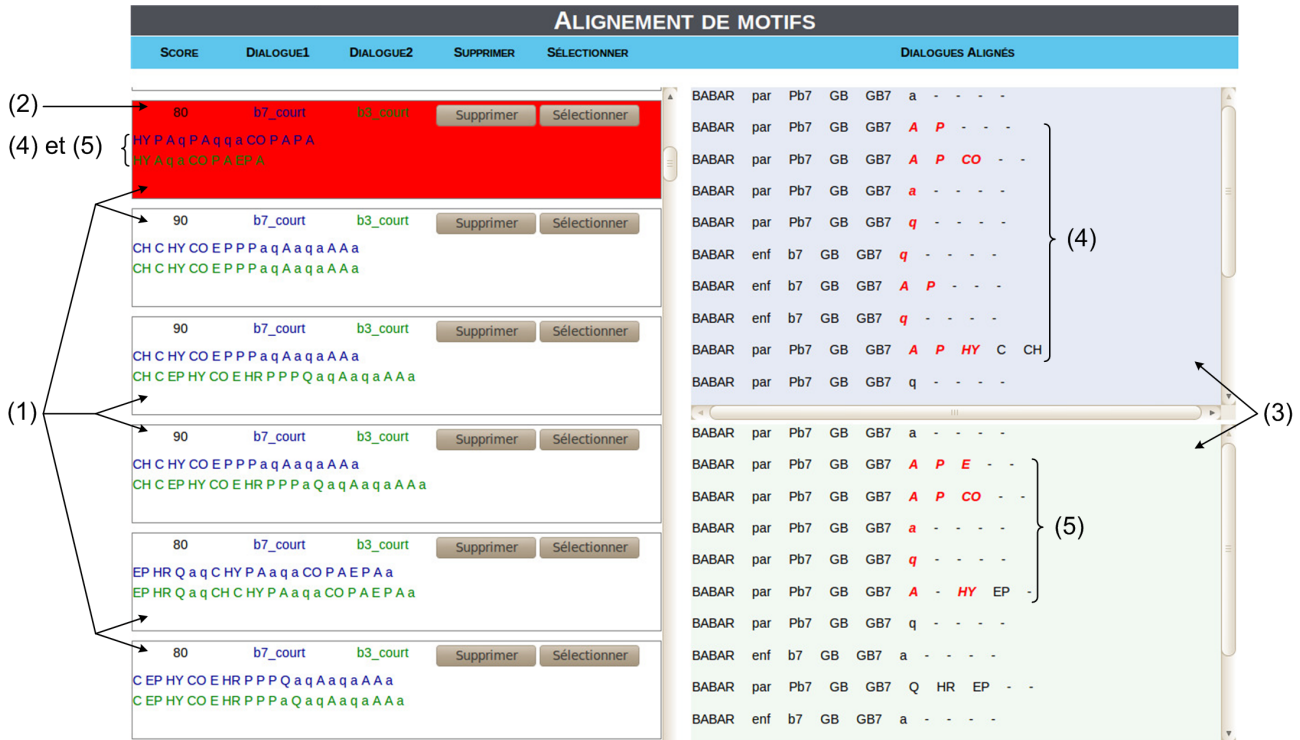 ALIGNEMENT DE MOTIFS
SCORE DIALOGUE1 DIALOGUE2 SUPPRIMER SÉLECTIONNER DIALOGUES ALIGNÉS
(2)
80 b7_court b3_court Supprimer Sélectionner
(4) et (5)
HY P A q P A q q a CO P A P A
HY A q a CO P A EP A
90 b7_court b3_court Supprimer Sélectionner
CH C HY CO E P P P a q A a q a A A a
CH C HY CO E P P P a q A a q a A A a
90 b7_court b3_court Supprimer Sélectionner
CH C HY CO E P P P a q A a q a A A a
CH C EP HY CO E HR P P P Q a q A a q a A A a
(1)
90 b7_court b3_court Supprimer Sélectionner
CH C HY CO E P P P a q A a q a A A a
CH C EP HY CO E HR P P P a Q a q A a q a A A a
80 b7_court b3_court Supprimer Sélectionner
EP HR Q a q C HY P A a q a CO P A E P A a
EP HR Q a q CH C HY P A a q a CO P A E P A a
80 b7_court b3_court Supprimer Sélectionner
C EP HY CO E HR P P P Q a q A a q a A A a
C EP HY CO E HR P P P a Q a q A a q a A A a
BABAR par Pb7 GB GB7 a - - - -
BABAR par Pb7 GB GB7 A P - - -
BABAR par Pb7 GB GB7 A P CO - -
BABAR par Pb7 GB GB7 a - - - -
BABAR par Pb7 GB GB7 q - - - -
(4)
BABAR enf b7 GB GB7 q - - - -
BABAR enf b7 GB GB7 A P - - -
BABAR enf b7 GB GB7 q - - - -
BABAR par Pb7 GB GB7 A P HY C CH
BABAR par Pb7 GB GB7 q - - - -
(3)
BABAR par Pb7 GB GB7 a - - - -
BABAR par Pb7 GB GB7 A P E - -
BABAR par Pb7 GB GB7 A P CO - -
BABAR par Pb7 GB GB7 a - - - -
(5)
BABAR par Pb7 GB GB7 q - - - -
BABAR par Pb7 GB GB7 A - HY EP -
BABAR par Pb7 GB GB7 q - - - -
BABAR enf b7 GB GB7 a - - - -
BABAR par Pb7 GB GB7 Q HR EP - -
BABAR enf b7 GB GB7 a - - - -